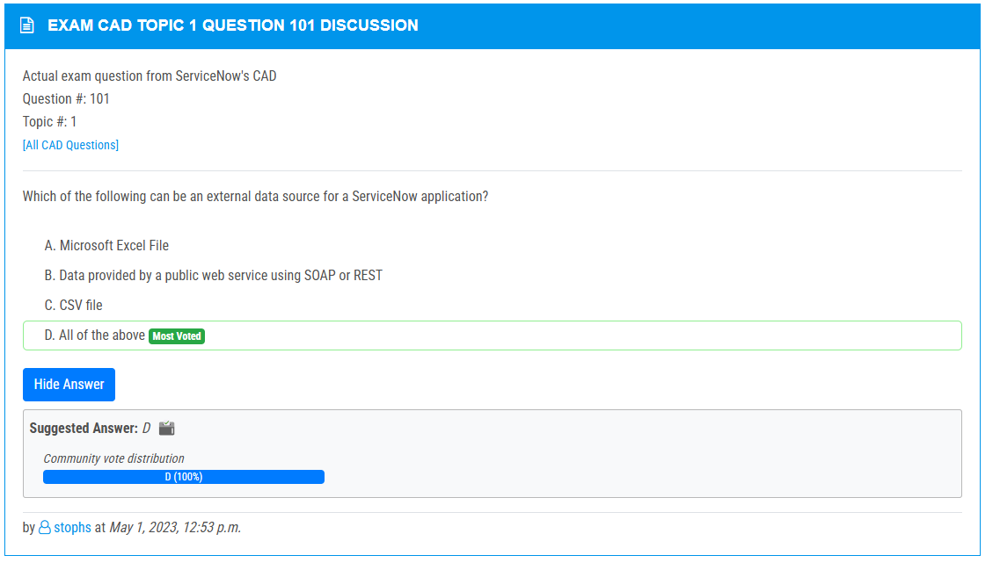 EXAM CAD TOPIC 1 QUESTION 101 DISCUSSION
Actual exam question from ServiceNow's CAD
Question #: 101
Topic #: 1
[All CAD Questions]
Which of the following can be an external data source for a ServiceNow application?
A. Microsoft Excel File
B. Data provided by a public web service using SOAP or REST
C. CSV file
D. All of the above Most Voted
Hide Answer
Suggested Answer: D
Community vote distribution
D (100%)
by stophs at May 1, 2023, 12:53 p.m.